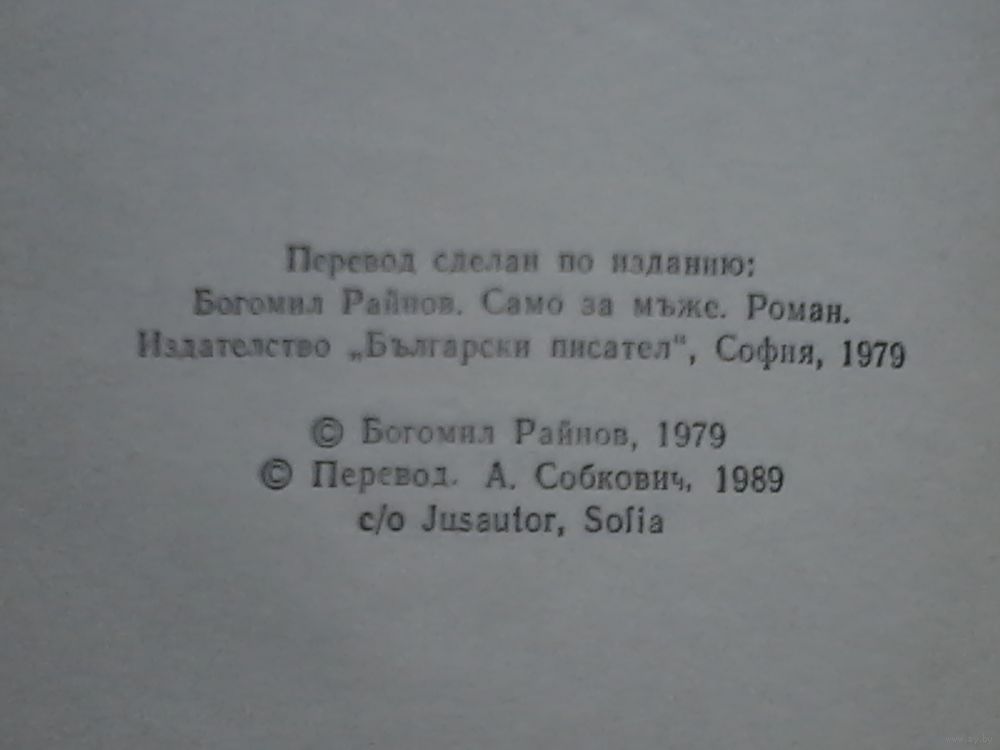 Перевод сделан по изданию:
Богомил Райнов. Само за мъже. Роман.
Издателство „Български писател“, София, 1979
© Богомил Райнов, 1979
© Перевод. А. Собкович, 1989
c/o Jusautor, Sofia